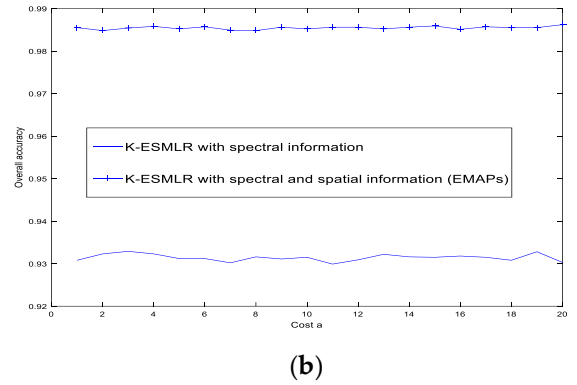 0.99
0.98
0.97
0.96
0.95
0.94
0.93
0.92
Overall accuracy
K-ESMLR with spectral information
K-ESMLR with spectral and spatial information (EMAPs)
0 2 4 6 8 10 12 14 16 18 20
Cost a
(b)